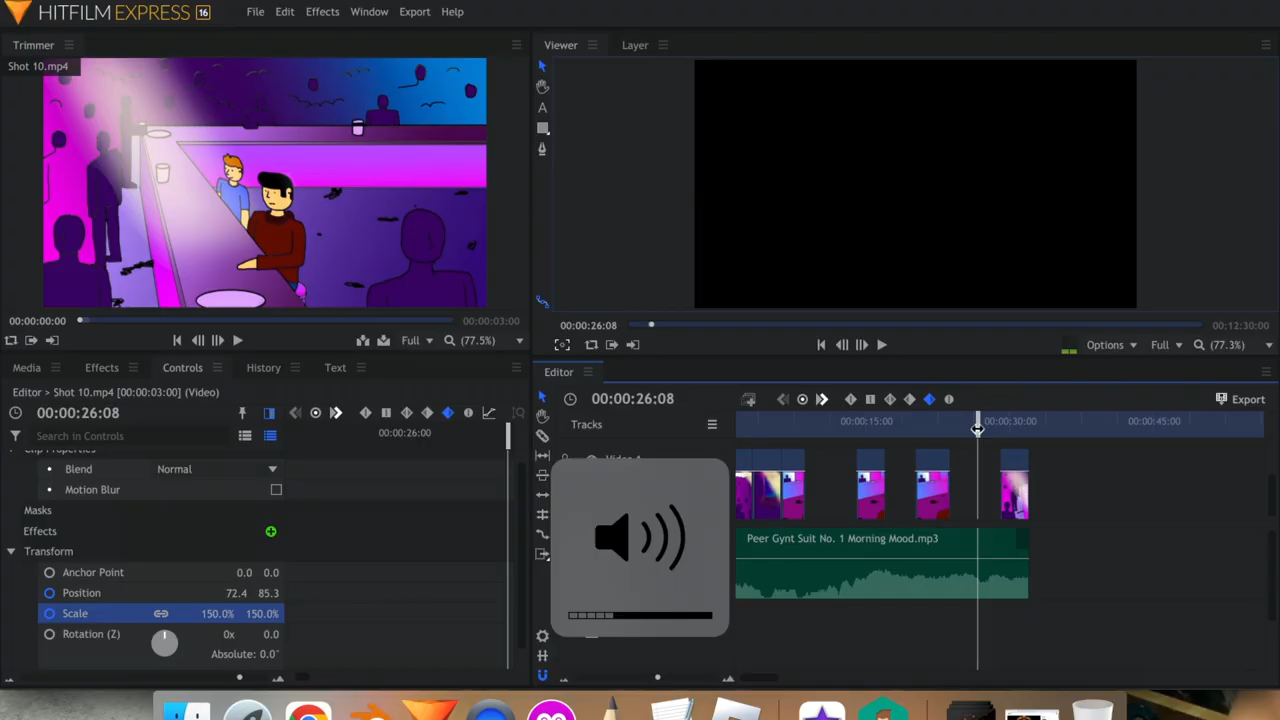 HITFILM EXPRESS 16
File Edit Effects Window Export Help
Trimmer
Viewer Layer
Shot 10.mp4
00:00:00:00 00:00:03:00
00:00:26:08 00:12:30:00
Full (77.5%)
Options Full (77.3%)
Media Effects Controls History Text
Editor
Editor > Shot 10.mp4 [00:00:03:00] (Video)
00:00:26:08
00:00:26:08
Export
Search in Controls
00:00:26:00
Tracks
00:00:15:00 00:00:30:00 00:00:45:00
Blend Normal
Motion Blur
Masks
Effects
Transform
Peer Gynt Suit No. 1 Morning Mood.mp3
Anchor Point 0.0 0.0
Position 72.4 85.3
Scale 150.0% 150.0%
Rotation (Z) 0x 0.0
Absolute: 0.0°